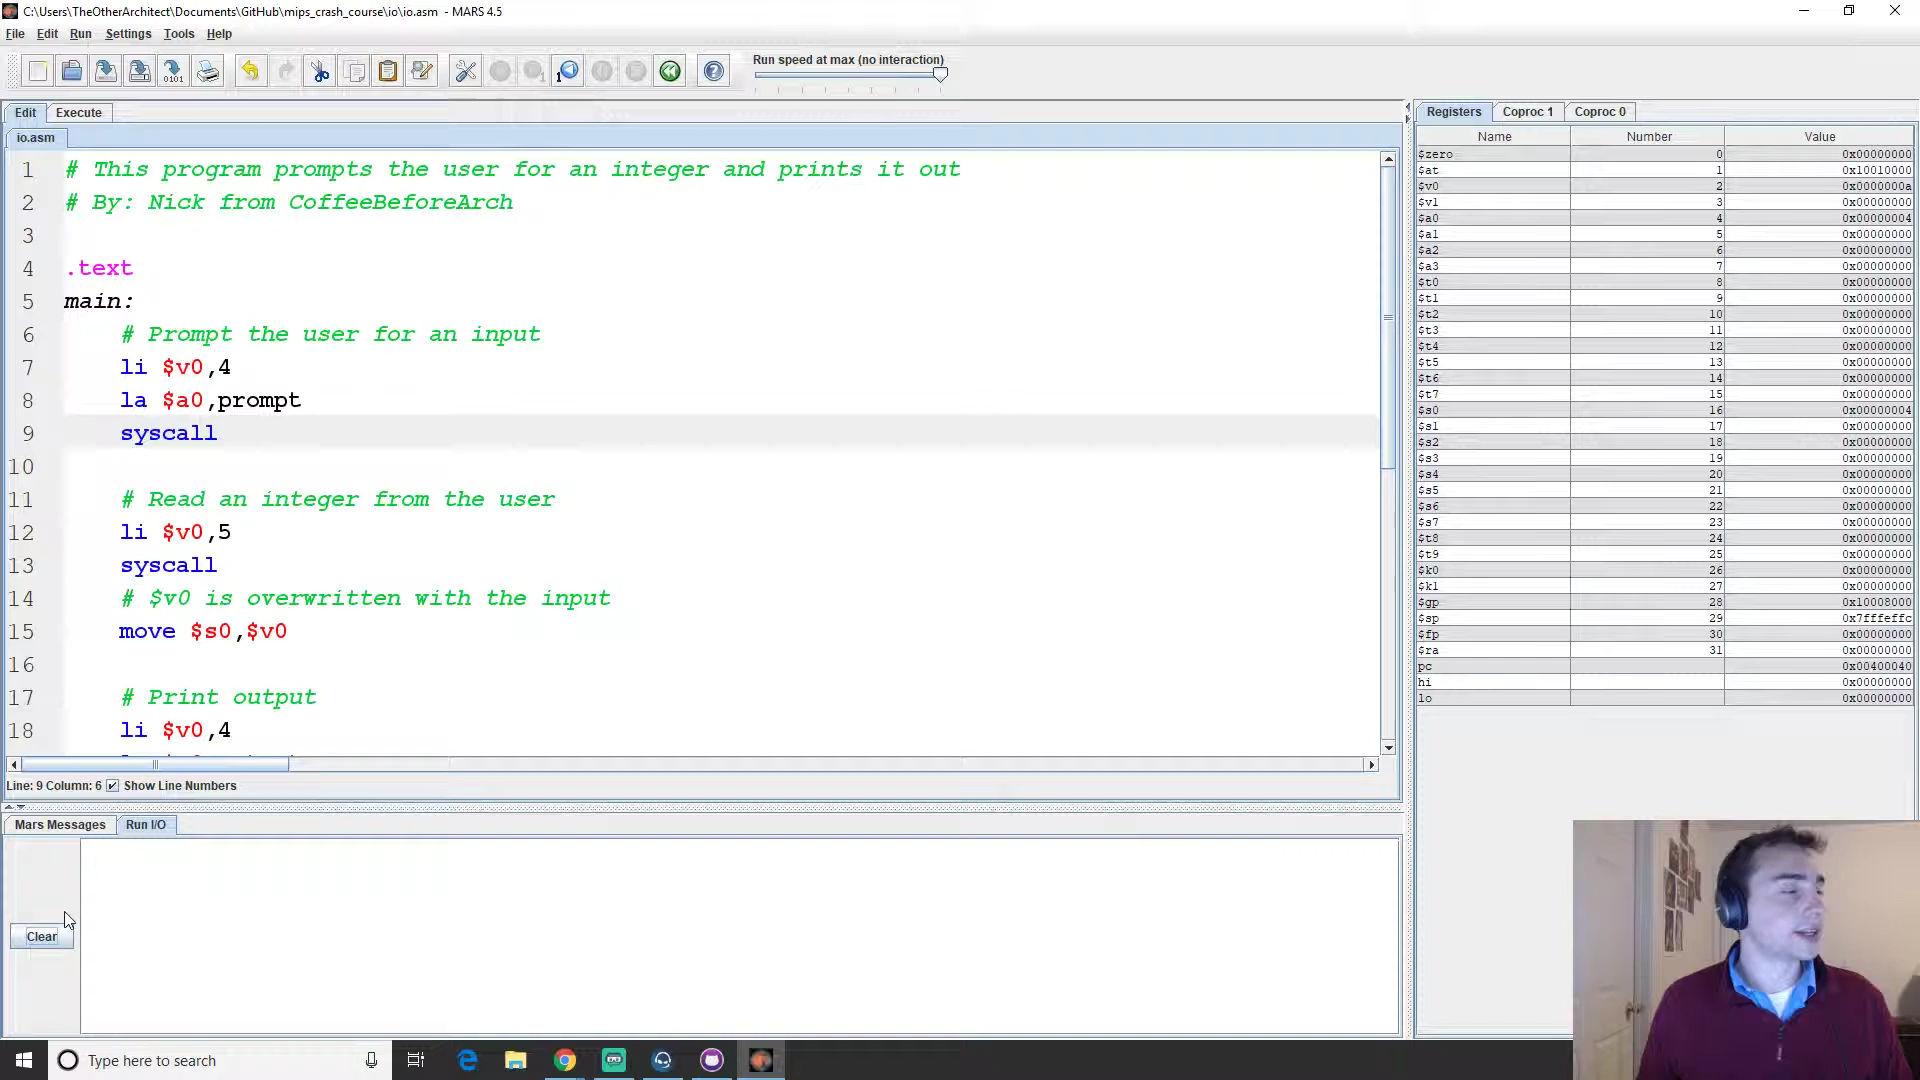 C:\Users\TheOtherArchitect\Documents\GitHub\mips_crash_course\io\io.asm - MARS 4.5
File Edit Run Settings Tools Help
Run speed at max (no interaction)
Edit Execute
io.asm
1 # This program prompts the user for an integer and prints it out
2 # By: Nick from CoffeeBeforeArch
3
4 .text
5 main:
6 # Prompt the user for an input
7 li $v0,4
8 la $a0,prompt
9 syscall
10
11 # Read an integer from the user
12 li $v0,5
13 syscall
14 # $v0 is overwritten with the input
15 move $s0,$v0
16
17 # Print output
18 li $v0,4
Line: 9 Column: 6 Show Line Numbers
Mars Messages Run I/O
Clear
Registers Coproc 1 Coproc 0
Name Number Value
$zero 0 0x00000000
$at 1 0x10010000
$v0 2 0x0000000a
$v1 3 0x00000000
$a0 4 0x00000004
$a1 5 0x00000000
$a2 6 0x00000000
$a3 7 0x00000000
$t0 8 0x00000000
$t1 9 0x00000000
$t2 10 0x00000000
$t3 11 0x00000000
$t4 12 0x00000000
$t5 13 0x00000000
$t6 14 0x00000000
$t7 15 0x00000000
$s0 16 0x00000004
$s1 17 0x00000000
$s2 18 0x00000000
$s3 19 0x00000000
$s4 20 0x00000000
$s5 21 0x00000000
$s6 22 0x00000000
$s7 23 0x00000000
$t8 24 0x00000000
$t9 25 0x00000000
$k0 26 0x00000000
$k1 27 0x00000000
$gp 28 0x10008000
$sp 29 0x7fffeffc
$fp 30 0x00000000
$ra 31 0x00000000
pc 0x00400040
hi 0x00000000
lo 0x00000000
Type here to search